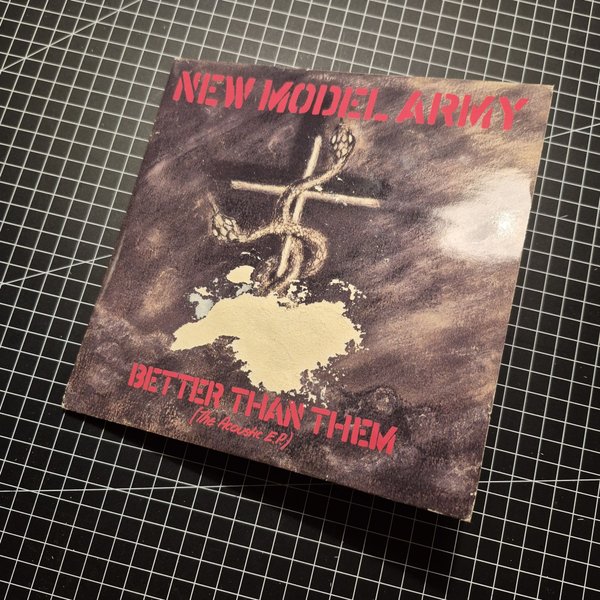 NEW MODEL ARMY
BETTER THAN THEM
(The Acoustic E.P.)